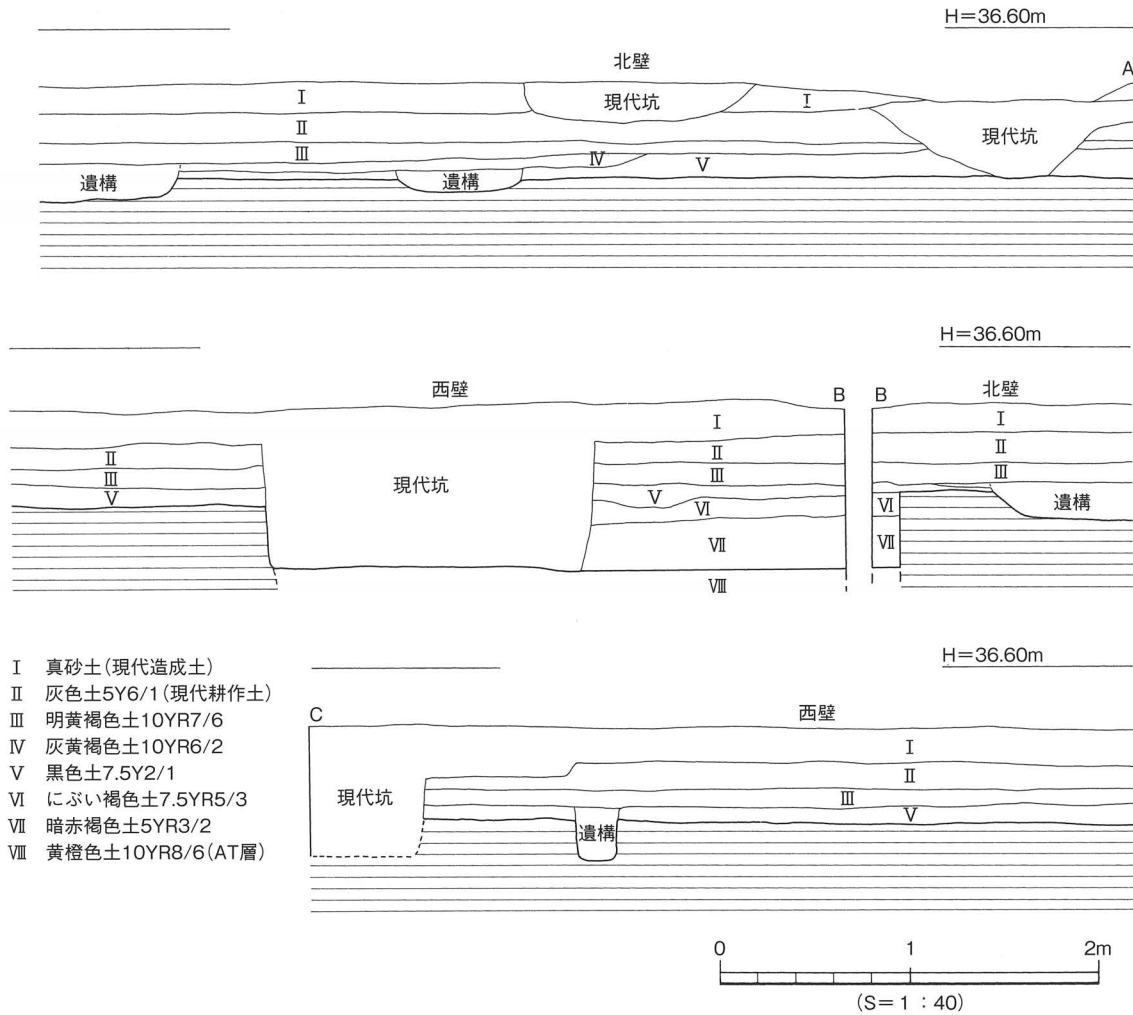 H=36.60m
北壁
A
Ⅰ
現代坑
Ⅰ
Ⅱ
現代坑
Ⅲ
Ⅳ
Ⅴ
遺構
遺構
H=36.60m
西壁
B
B
北壁
Ⅰ
Ⅰ
Ⅱ
Ⅱ
Ⅱ
Ⅲ
Ⅲ
Ⅲ
現代坑
Ⅴ
Ⅴ
Ⅵ
Ⅵ
遺構
Ⅶ
Ⅶ
Ⅷ
Ⅰ 真砂土(現代造成土)
Ⅱ 灰色土5Y6/1(現代耕作土)
Ⅲ 明黄褐色土10YR7/6
Ⅳ 灰黄褐色土10YR6/2
Ⅴ 黒色土7.5Y2/1
Ⅵ にぶい褐色土7.5YR5/3
Ⅶ 暗赤褐色土5YR3/2
Ⅷ 黄橙色土10YR8/6(AT層)
H=36.60m
C
西壁
Ⅰ
Ⅱ
現代坑
Ⅲ
Ⅴ
遺構
0 1 2m
(S=1:40)